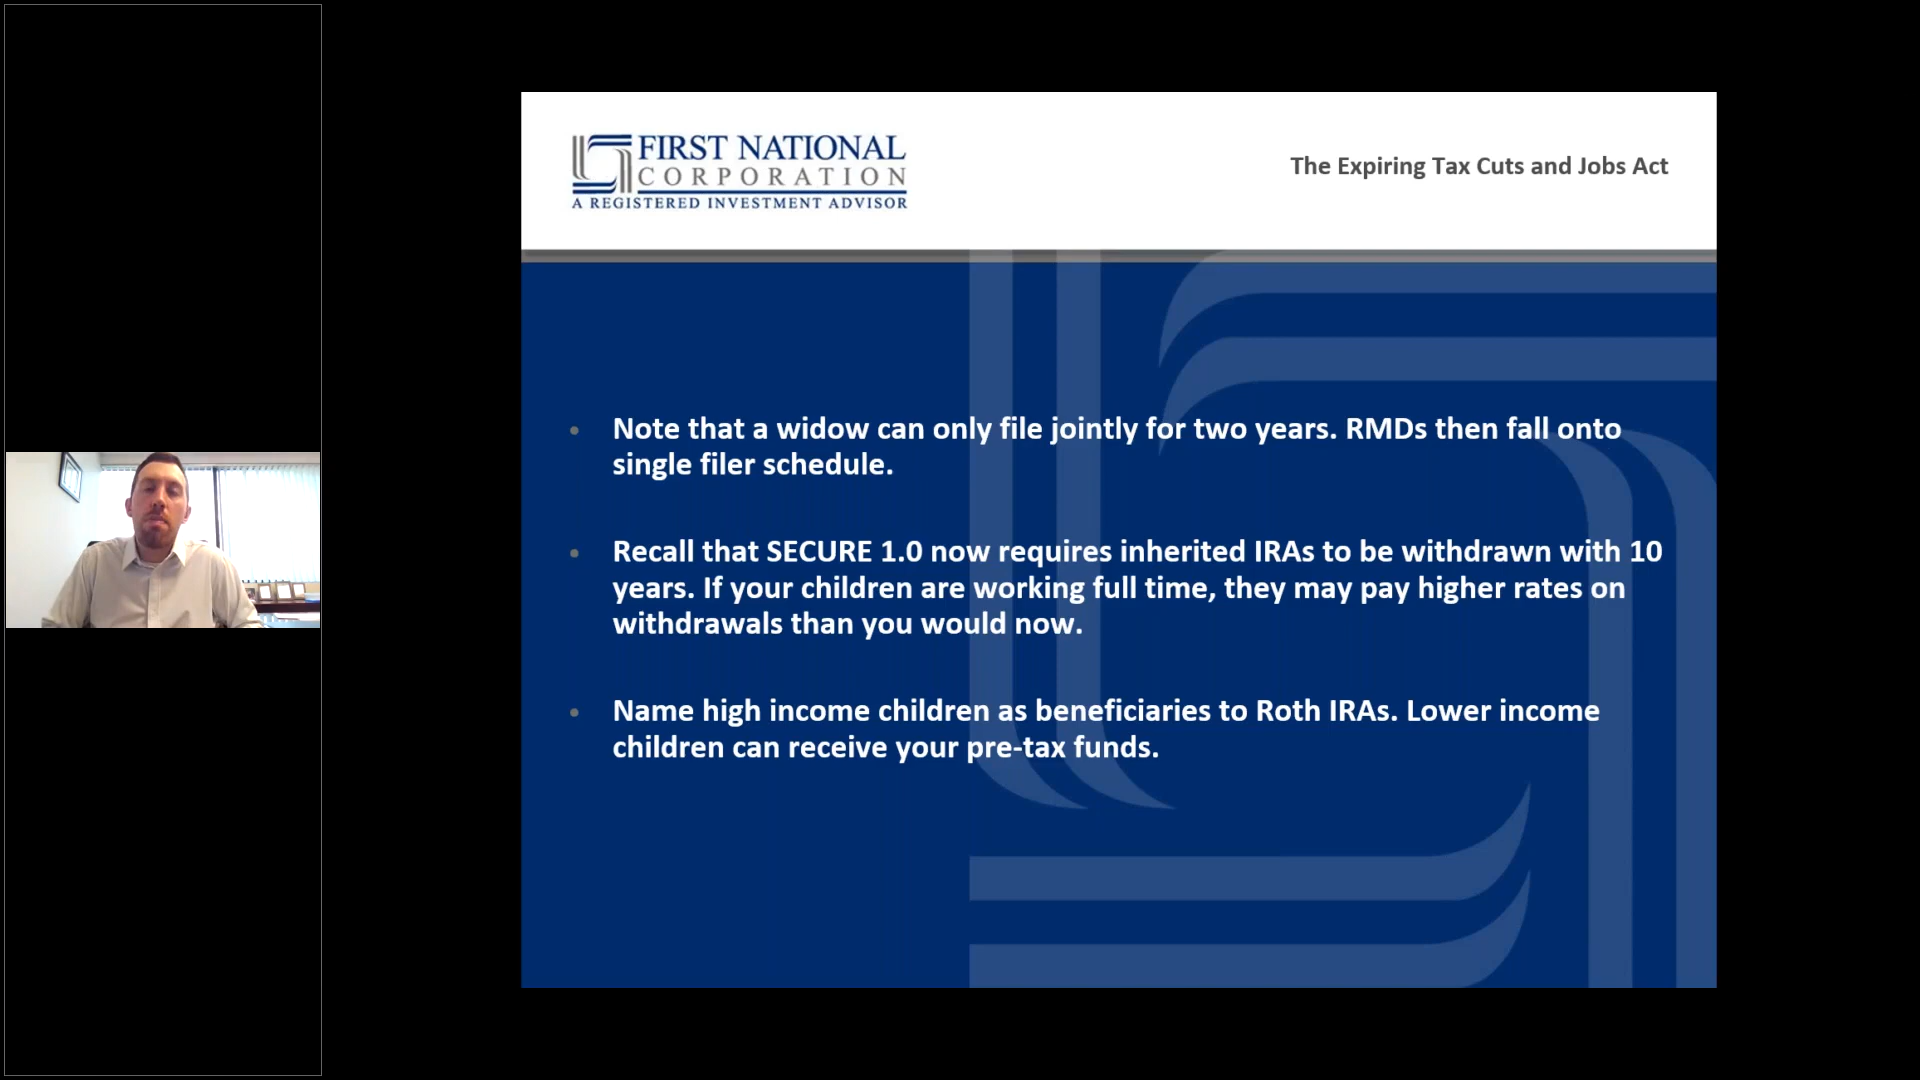 FIRST NATIONAL
CORPORATION
A REGISTERED INVESTMENT ADVISOR
The Expiring Tax Cuts and Jobs Act
• Note that a widow can only file jointly for two years. RMDs then fall onto
single filer schedule.
• Recall that SECURE 1.0 now requires inherited IRAs to be withdrawn with 10
years. If your children are working full time, they may pay higher rates on
withdrawals than you would now.
• Name high income children as beneficiaries to Roth IRAs. Lower income
children can receive your pre-tax funds.